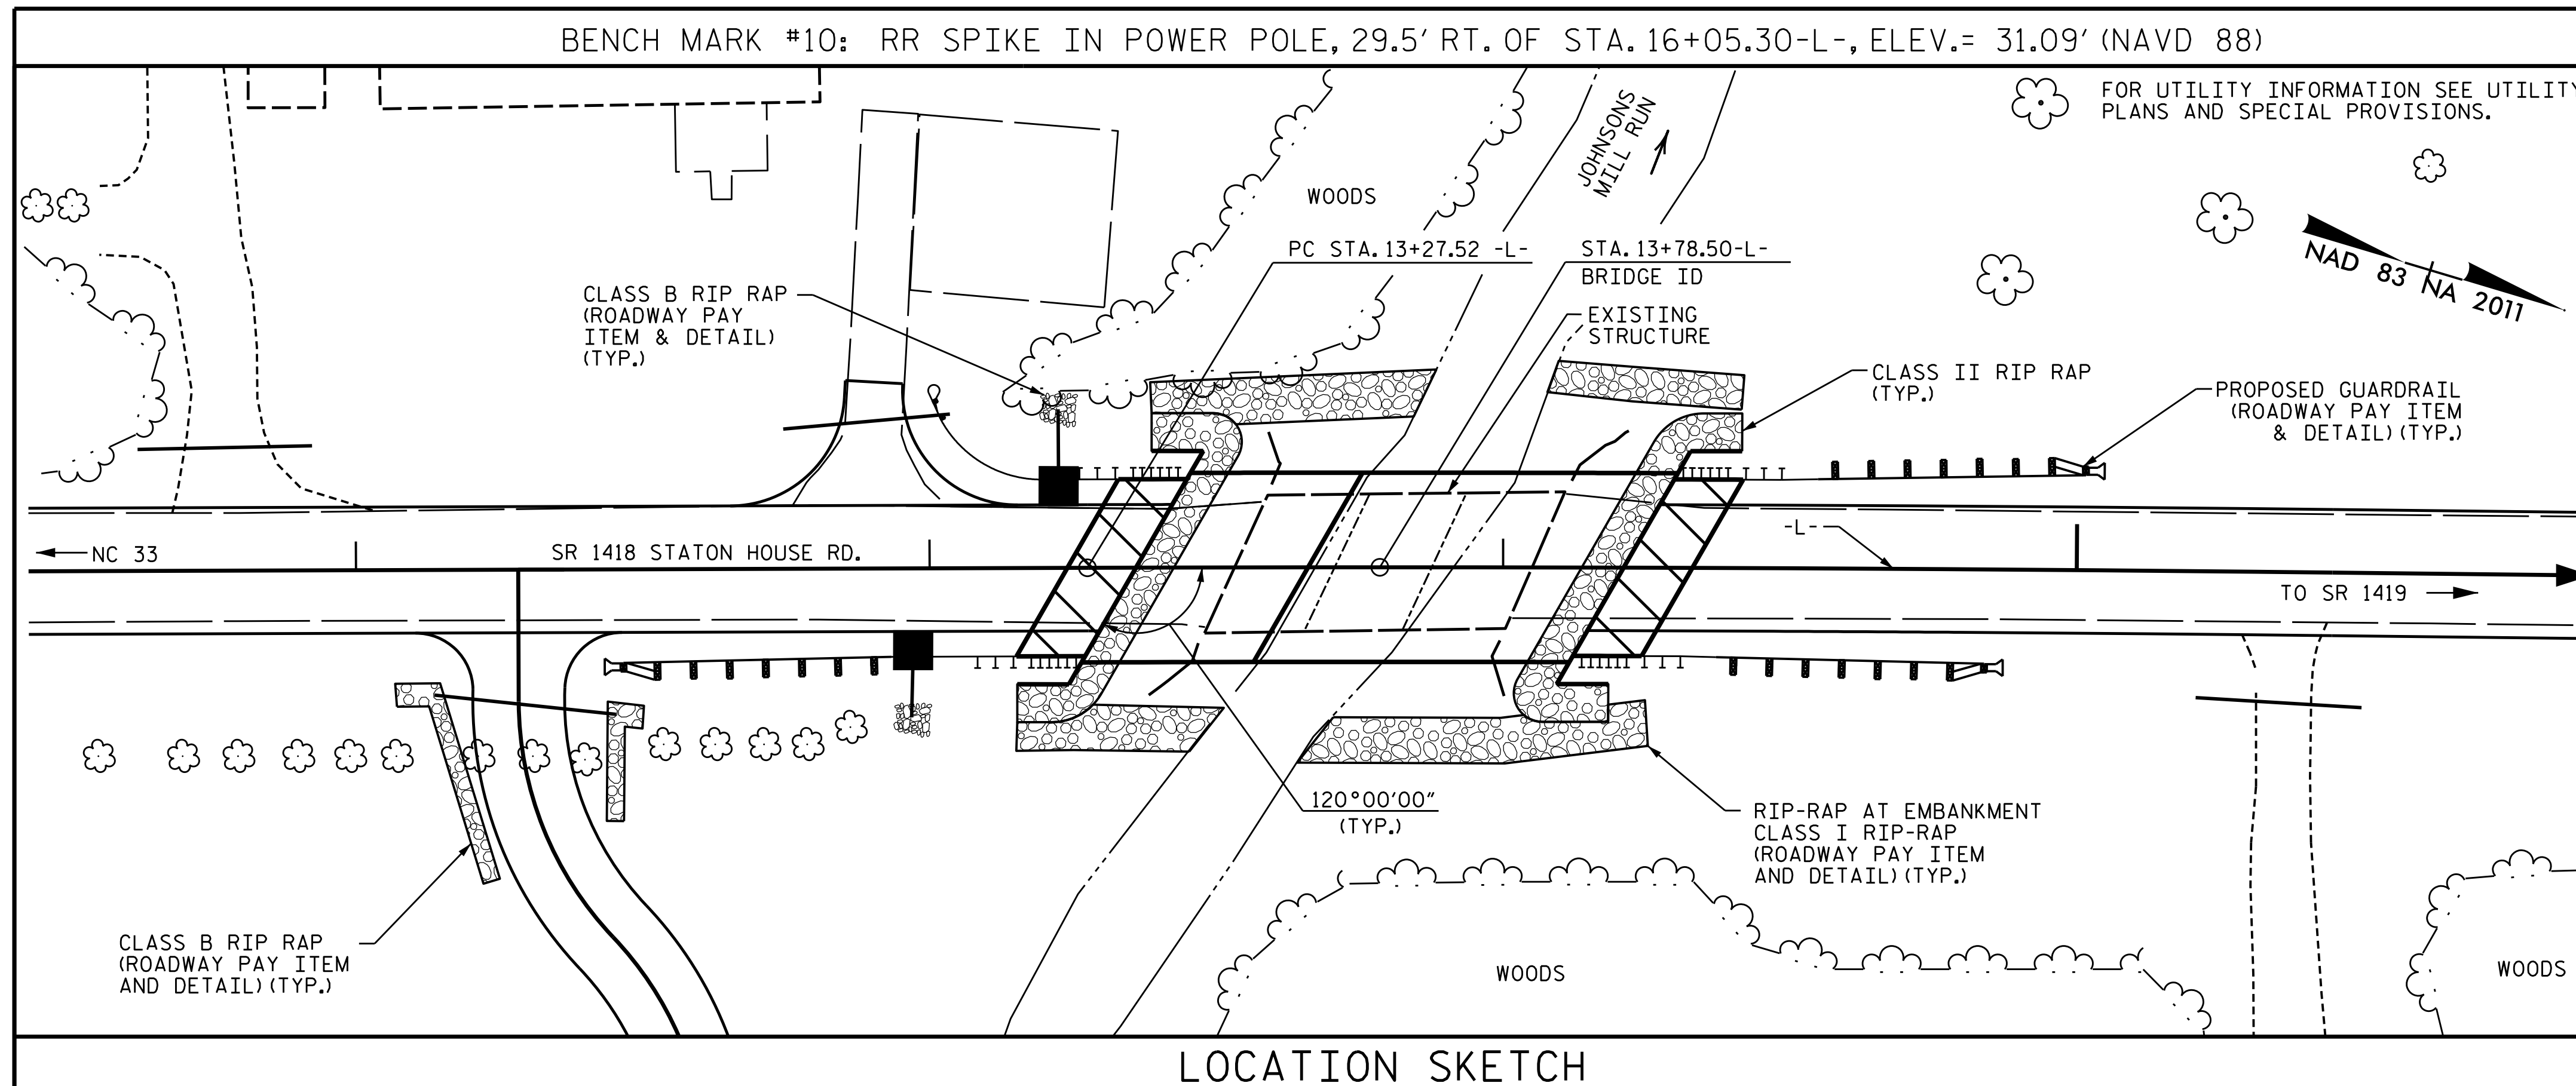 BENCH MARK #10: RR SPIKE IN POWER POLE, 29.5' RT. OF STA. 16+05.30-L-, ELEV.= 31.09' (NAVD 88)
FOR UTILITY INFORMATION SEE UTILITY
PLANS AND SPECIAL PROVISIONS.
JOHNSONS
MILL RUN
WOODS
PC STA. 13+27.52 -L-
STA. 13+78.50-L-
BRIDGE ID
NAD 83 NA 2011
CLASS B RIP RAP
(ROADWAY PAY
ITEM & DETAIL)
(TYP.)
EXISTING
STRUCTURE
CLASS II RIP RAP
(TYP.)
PROPOSED GUARDRAIL
(ROADWAY PAY ITEM
& DETAIL) (TYP.)
-L-
NC 33
SR 1418 STATON HOUSE RD.
TO SR 1419
120°00'00"
(TYP.)
RIP-RAP AT EMBANKMENT
CLASS I RIP-RAP
(ROADWAY PAY ITEM
AND DETAIL) (TYP.)
CLASS B RIP RAP
(ROADWAY PAY ITEM
AND DETAIL) (TYP.)
WOODS
WOODS
LOCATION SKETCH